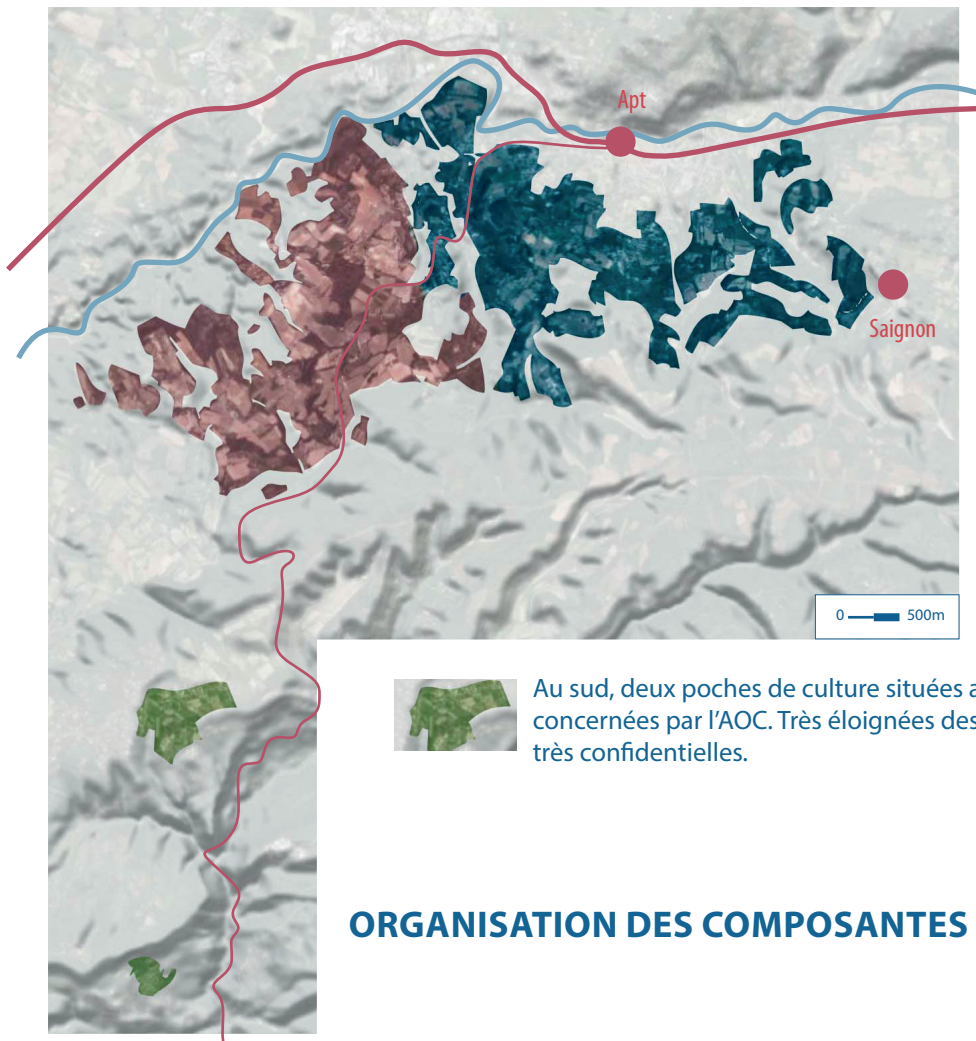 Apt
Saignon
0 500m
Au sud, deux poches de culture situées a
concernées par l'AOC. Très éloignées des
très confidentielles.
ORGANISATION DES COMPOSANTES